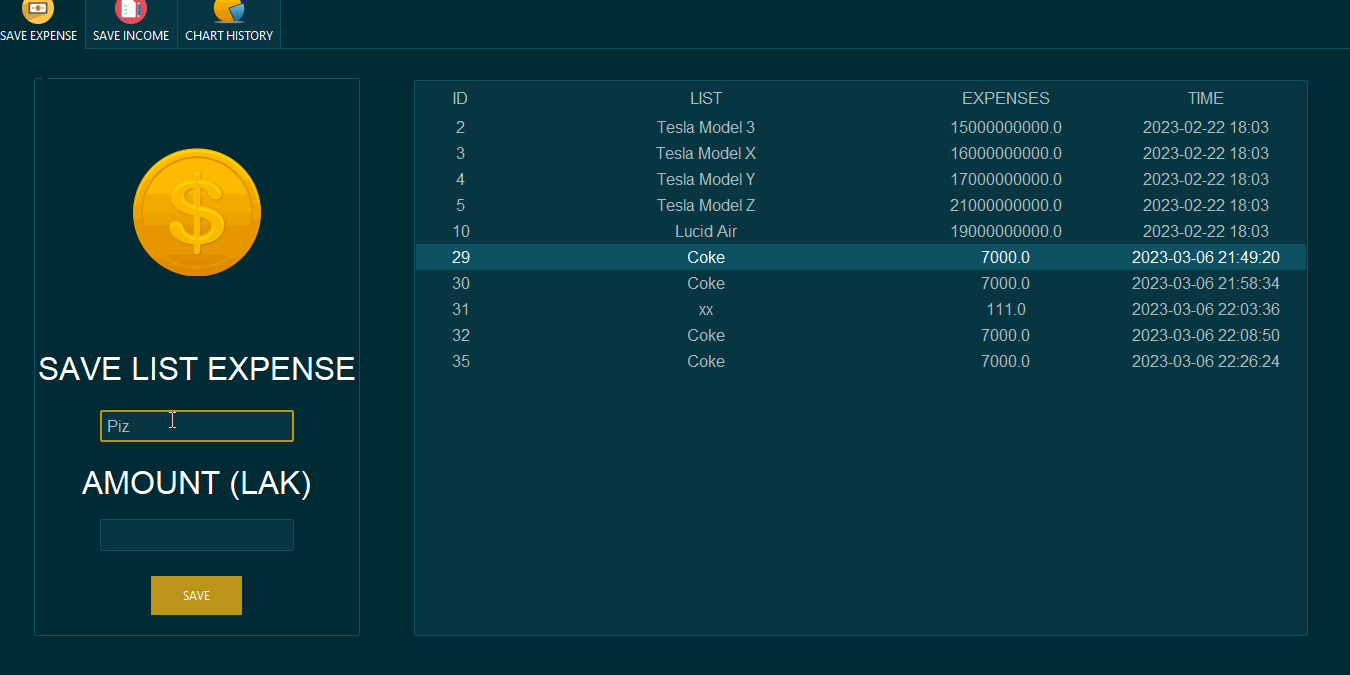 SAVE EXPENSE SAVE INCOME CHART HISTORY
SAVE LIST EXPENSE
Piz
AMOUNT (LAK)
SAVE
ID LIST EXPENSES TIME
2 Tesla Model 3 15000000000.0 2023-02-22 18:03
3 Tesla Model X 16000000000.0 2023-02-22 18:03
4 Tesla Model Y 17000000000.0 2023-02-22 18:03
5 Tesla Model Z 21000000000.0 2023-02-22 18:03
10 Lucid Air 19000000000.0 2023-02-22 18:03
29 Coke 7000.0 2023-03-06 21:49:20
30 Coke 7000.0 2023-03-06 21:58:34
31 xx 111.0 2023-03-06 22:03:36
32 Coke 7000.0 2023-03-06 22:08:50
35 Coke 7000.0 2023-03-06 22:26:24